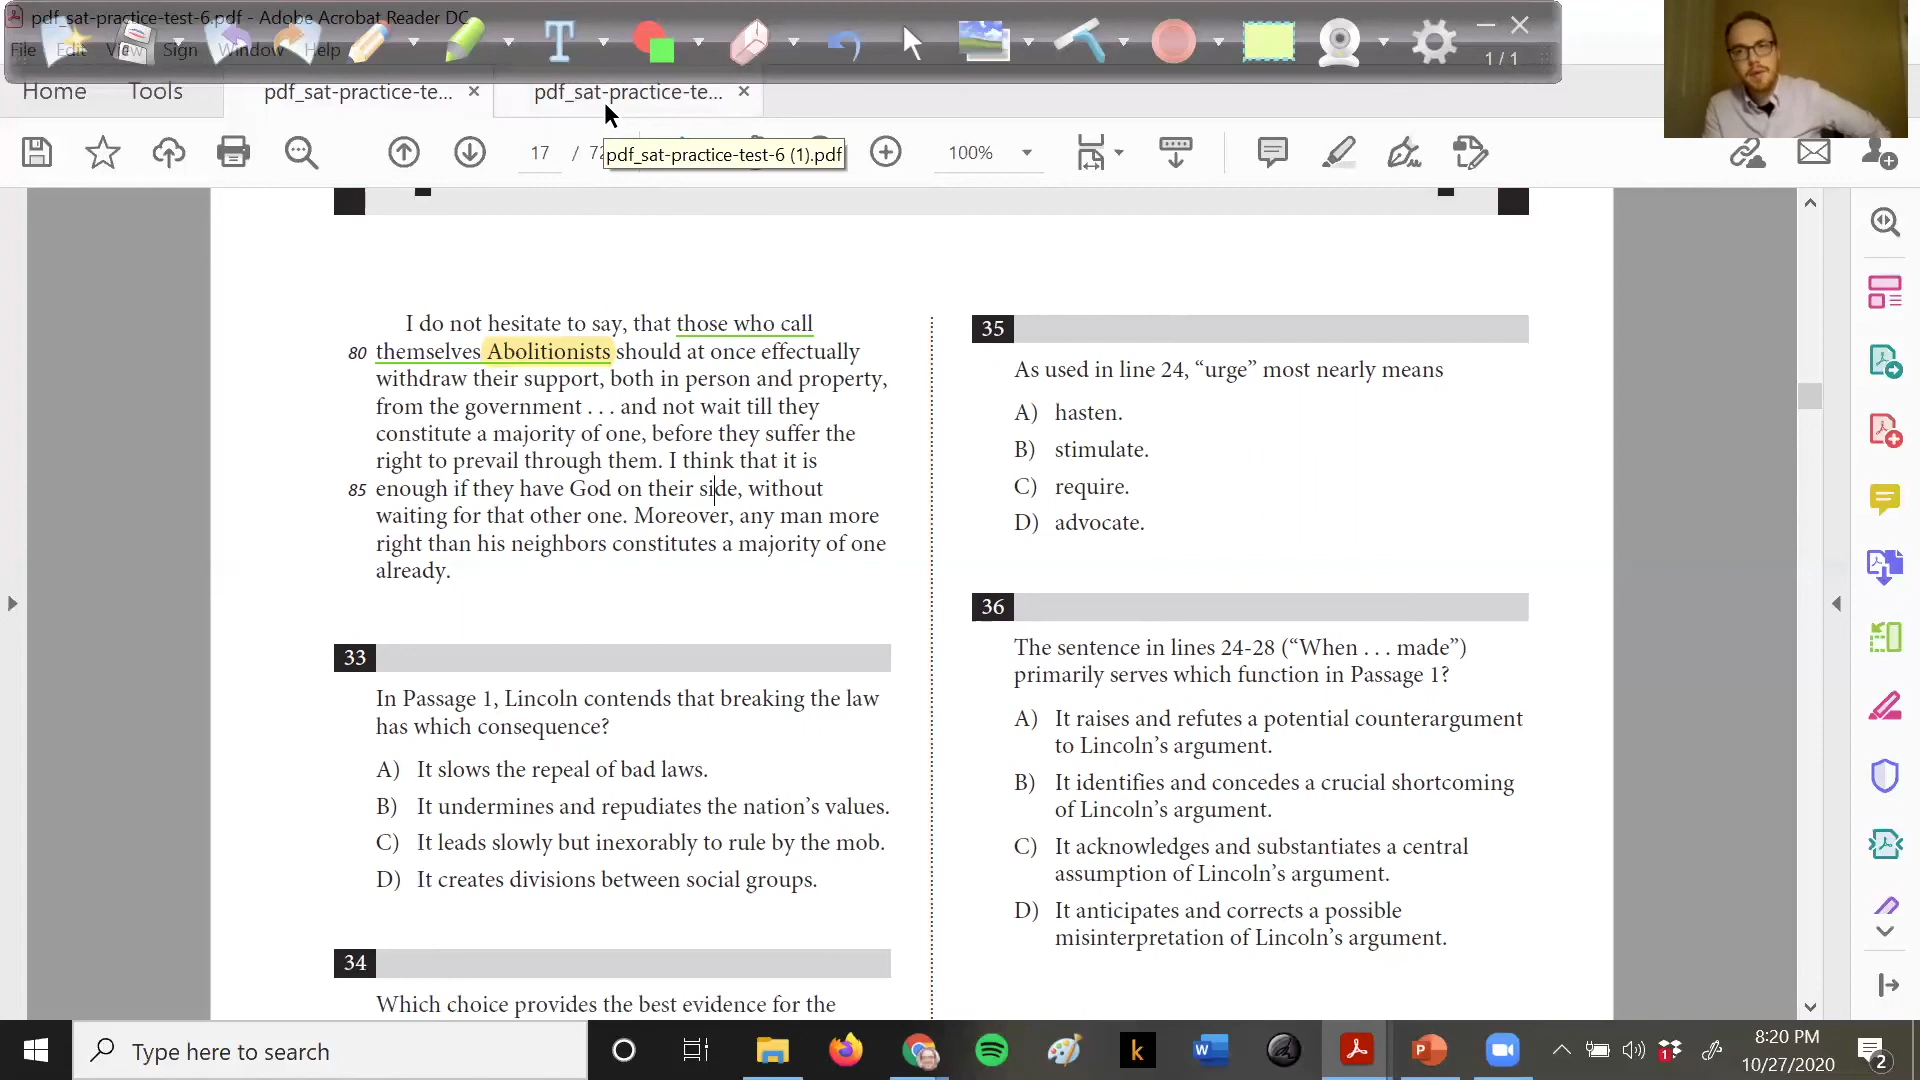 pdf_sat-practice-test-6.pdf - Adobe Acrobat Reader DC
File Edit View Sign Window Help
1 / 1
Home Tools pdf_sat-practice-te... × pdf_sat-practice-te... ×
17 / 72
pdf_sat-practice-test-6 (1).pdf
100%
I do not hesitate to say, that those who call
80 themselves Abolitionists should at once effectually
withdraw their support, both in person and property,
from the government . . . and not wait till they
constitute a majority of one, before they suffer the
right to prevail through them. I think that it is
85 enough if they have God on their side, without
waiting for that other one. Moreover, any man more
right than his neighbors constitutes a majority of one
already.
33
In Passage 1, Lincoln contends that breaking the law
has which consequence?
A) It slows the repeal of bad laws.
B) It undermines and repudiates the nation’s values.
C) It leads slowly but inexorably to rule by the mob.
D) It creates divisions between social groups.
34
Which choice provides the best evidence for the
35
As used in line 24, “urge” most nearly means
A) hasten.
B) stimulate.
C) require.
D) advocate.
36
The sentence in lines 24-28 (“When . . . made”)
primarily serves which function in Passage 1?
A) It raises and refutes a potential counterargument
to Lincoln’s argument.
B) It identifies and concedes a crucial shortcoming
of Lincoln’s argument.
C) It acknowledges and substantiates a central
assumption of Lincoln’s argument.
D) It anticipates and corrects a possible
misinterpretation of Lincoln’s argument.
Type here to search
8:20 PM
10/27/2020
2